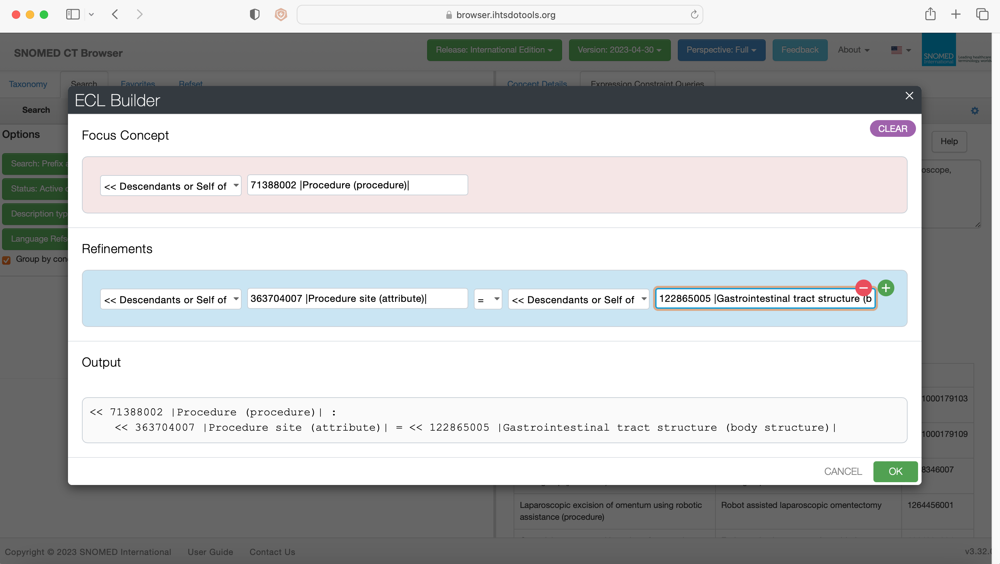 browser.ihtsdotools.org
SNOMED CT Browser
Release: International Edition
Version: 2023-04-30
Perspective: Full
Feedback
About
SNOMED
International
Leading healthcare
terminology,
Taxonomy
Search
Favorites
Refset
Concept Details
Expression Constraint Queries
ECL Builder
Search
Options
CLEAR
Focus Concept
Help
Search: Prefix
Status: Active
Description
Language
Group by
<< Descendants or Self of
71388002 |Procedure (procedure)|
Refinements
<< Descendants or Self of
363704007 |Procedure site (attribute)|
=
<< Descendants or Self of
122865005 |Gastrointestinal tract structure (b
Output
<< 71388002 |Procedure (procedure)| :
<< 363704007 |Procedure site (attribute)| = << 122865005 |Gastrointestinal tract structure (body structure)|
1000179103
1000179109
8346007
CANCEL
OK
Laparoscopic excision of omentum using robotic
assistance (procedure)
Robot assisted laparoscopic omentectomy
1264456001
Copyright © 2023 SNOMED International
User Guide
Contact Us
v3.32.